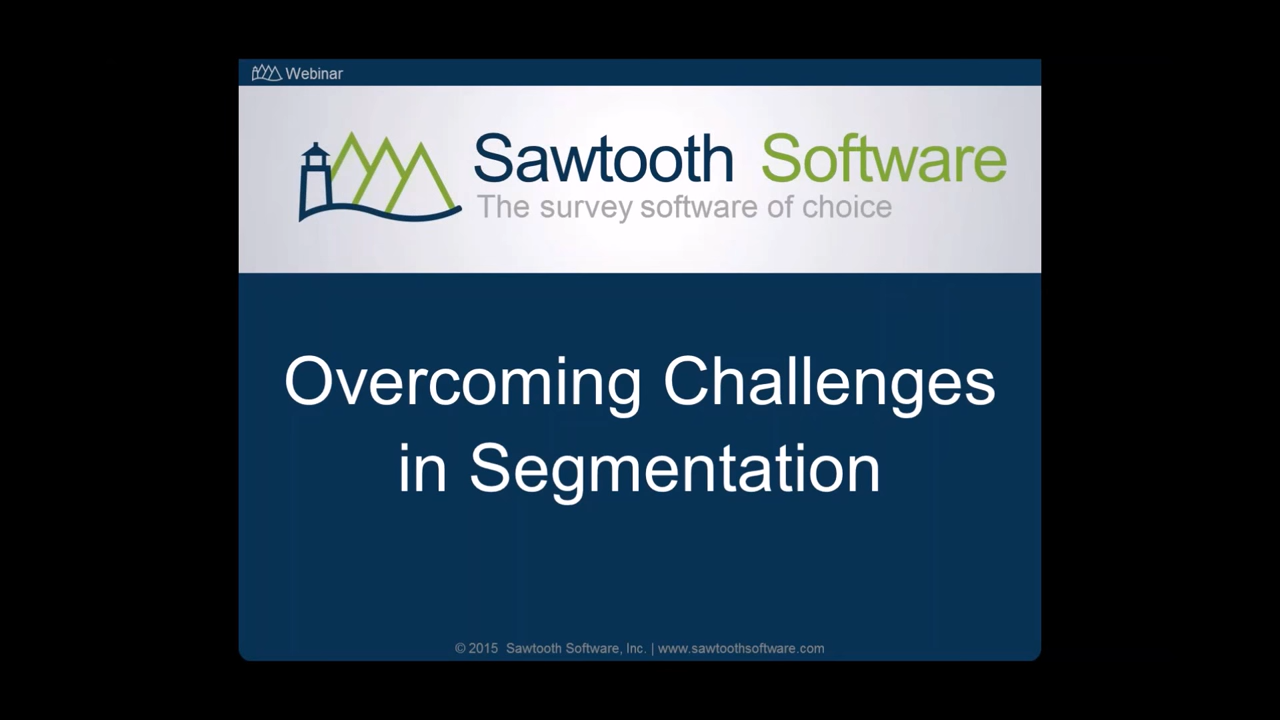 Webinar
Sawtooth Software
The survey software of choice
Overcoming Challenges
in Segmentation
© 2015 Sawtooth Software, Inc. | www.sawtoothsoftware.com